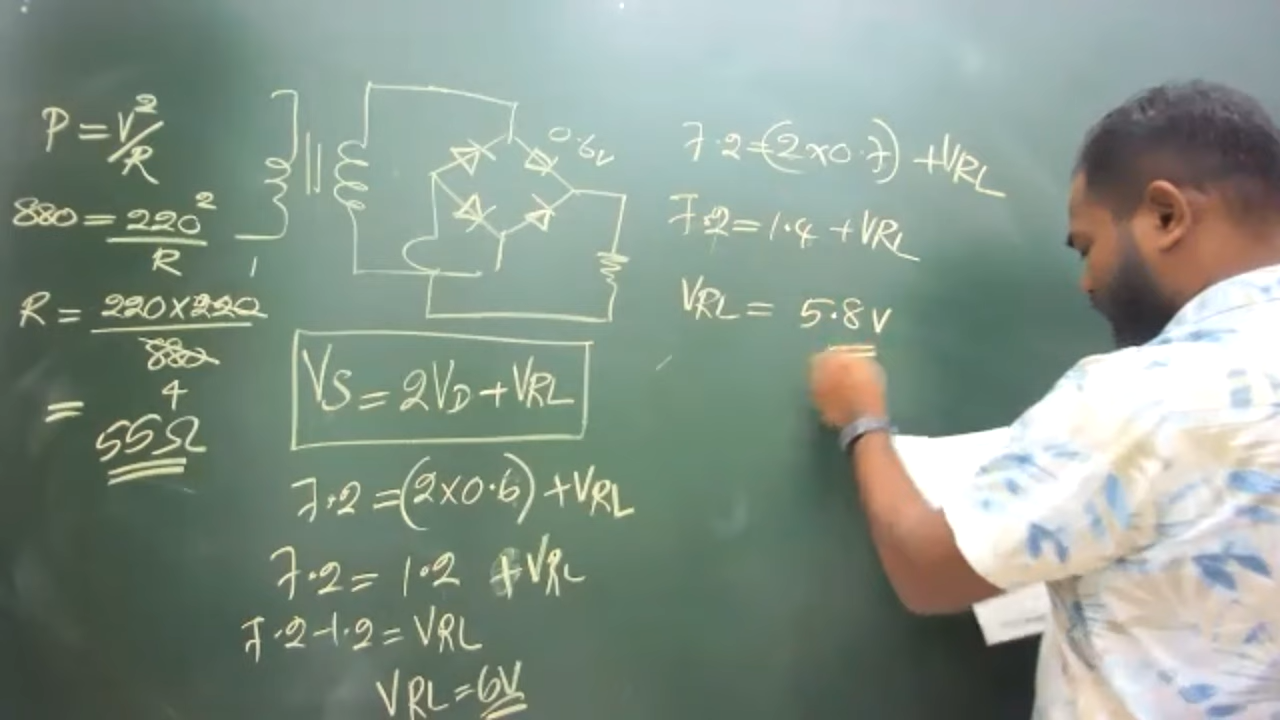 P = V²/R
880 = 220²/R
R = 220×220/880
4
= 55Ω
0.6v
VS = 2VD + VRL
7.2 = (2×0.6) + VRL
7.2 = 1.2 + VRL
7.2-1.2 = VRL
VRL = 6V
7.2 = (2×0.7) + VRL
7.2 = 1.4 + VRL
VRL = 5.8v